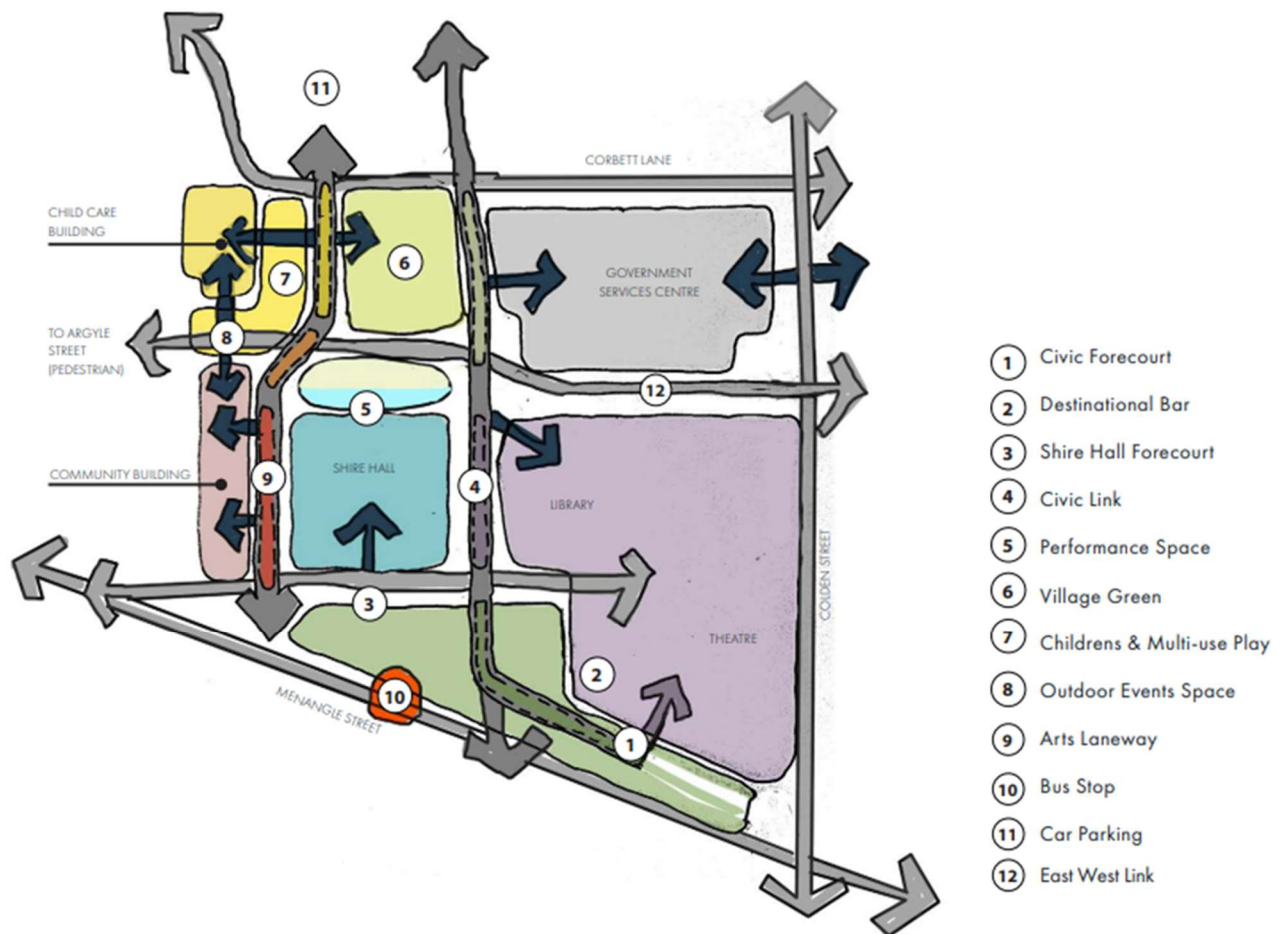 11
CORBETT LANE
CHILD CARE
BUILDING
7
6
GOVERNMENT
SERVICES CENTRE
TO ARGYLE
STREET
(PEDESTRIAN)
8
12
5
COMMUNITY BUILDING
9
SHIRE HALL
4
LIBRARY
COLDEN STREET
3
THEATRE
2
10
MENANGLE STREET
1
1 Civic Forecourt
2 Destinational Bar
3 Shire Hall Forecourt
4 Civic Link
5 Performance Space
6 Village Green
7 Childrens & Multi-use Play
8 Outdoor Events Space
9 Arts Laneway
10 Bus Stop
11 Car Parking
12 East West Link